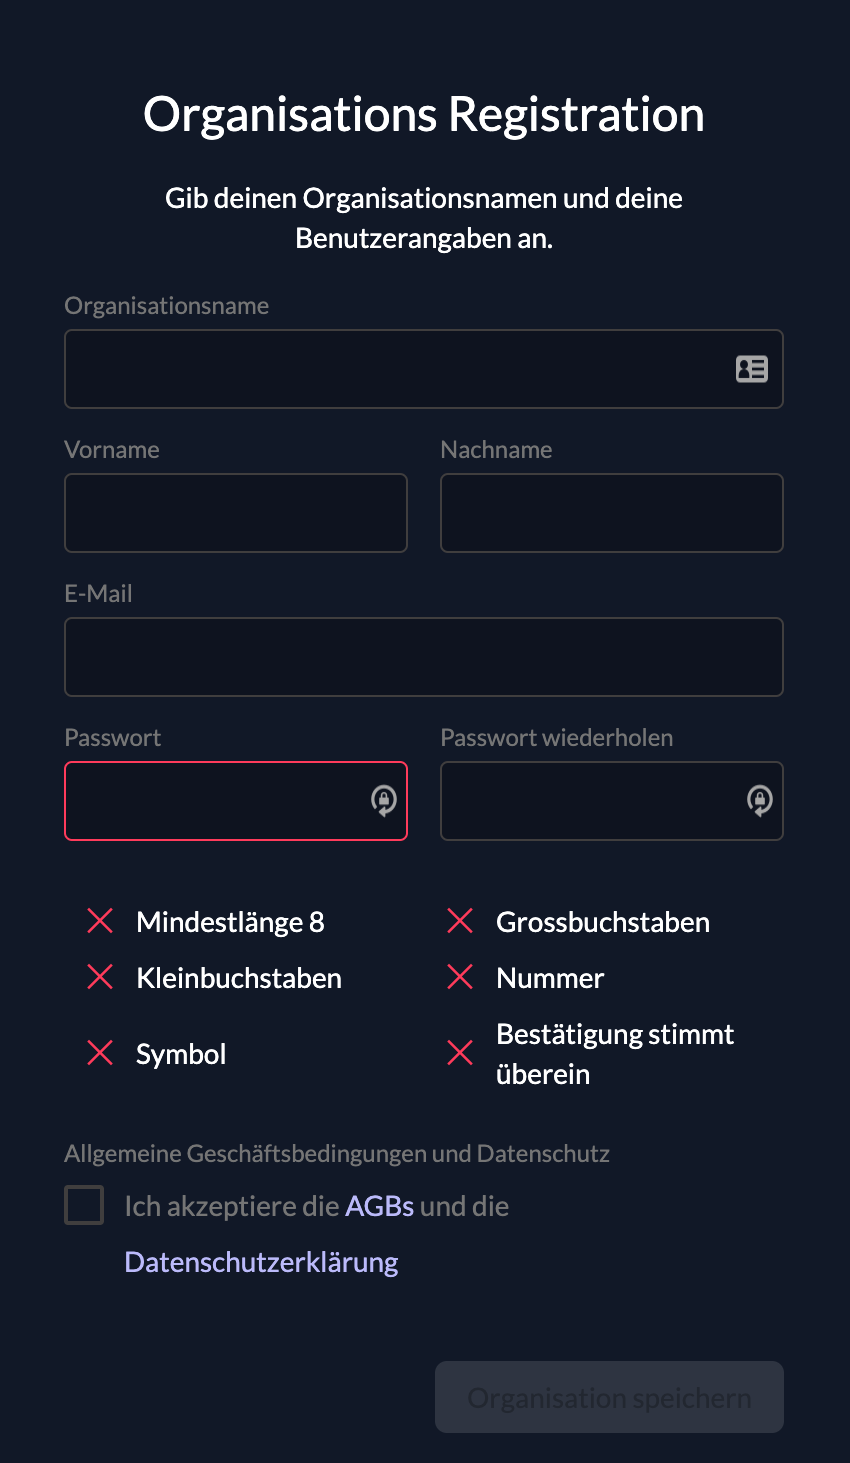 Organisations Registration
Gib deinen Organisationsnamen und deine
Benutzerangaben an.
Organisationsname
Vorname
Nachname
E-Mail
Passwort
Passwort wiederholen
Mindestlänge 8
Grossbuchstaben
Kleinbuchstaben
Nummer
Symbol
Bestätigung stimmt
überein
Allgemeine Geschäftsbedingungen und Datenschutz
Ich akzeptiere die AGBs und die
Datenschutzerklärung
Organisation speichern